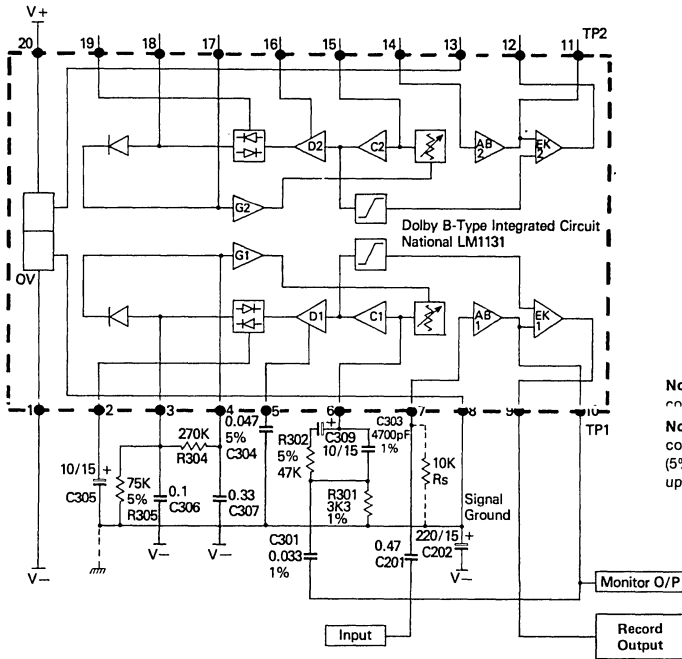 V+
20
19
18
17
16
15
14
13
12
11
TP2
D2
C2
AB
2
EK
2
G2
Dolby B-Type Integrated Circuit
National LM1131
G1
OV
D1
C1
AB
1
EK
1
1
2
3
4
5
6
7
8
9
10
TP1
270K
R304
0.047
5%
C304
R302
5%
47K
+
C309
10/15
C303
4700pF
1%
10K
Rs
Signal
Ground
10/15
+
C305
75K
5%
R305
0.1
C306
0.33
C307
R301
3K3
1%
C301
0.033
1%
0.47
C201
220/15
+
C202
V−
V−
V−
V−
Monitor O/P
Input
Record
Output
No
No
co
(5%
up